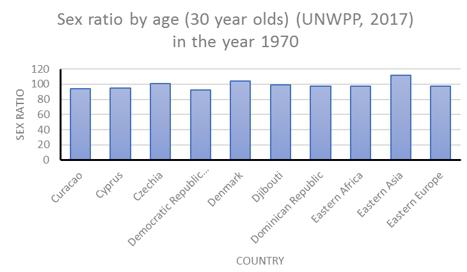 Sex ratio by age (30 year olds) (UNWPP, 2017)
in the year 1970
SEX RATIO
120
100
80
60
40
20
0
Curacao
Cyprus
Czechia
Democratic Republic...
Denmark
Djibouti
Dominican Republic
Eastern Africa
Eastern Asia
Eastern Europe
COUNTRY